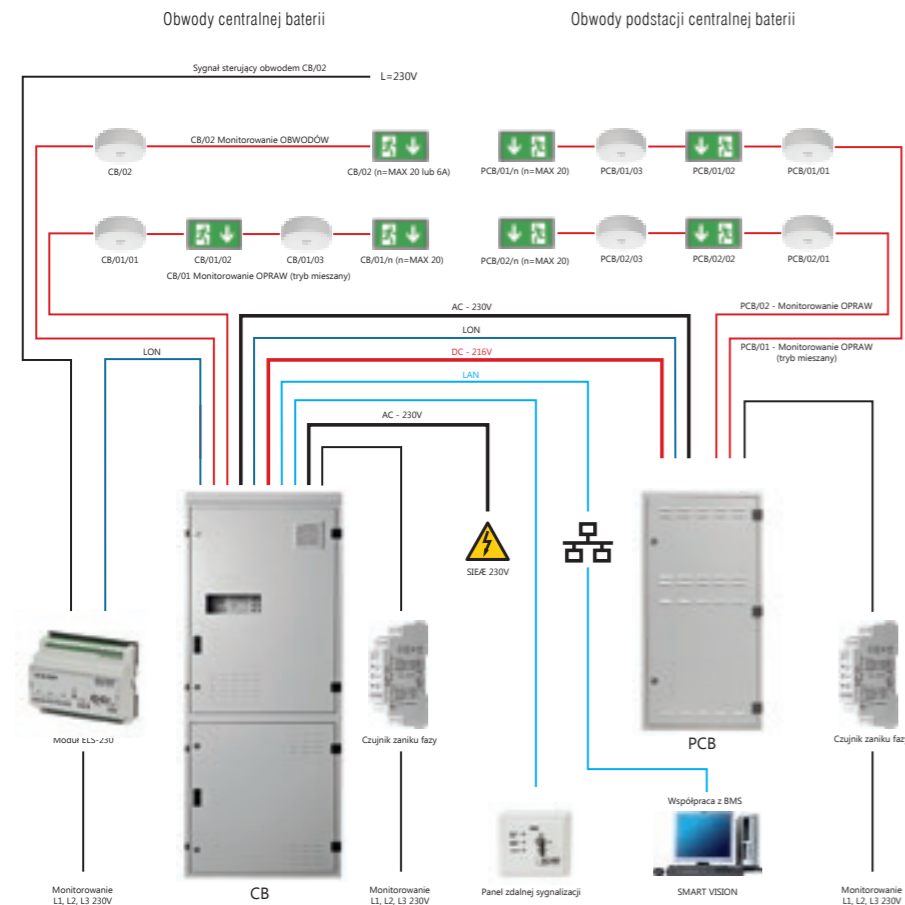 Obwody centralnej baterii
Obwody podstacji centralnej baterii
Sygnał sterujący obwodem CB/02
L=230V
CB/02 Monitorowanie OBWODÓW
CB/02
CB/02 (n=MAX 20 lub 6A)
PCB/01/n (n=MAX 20)
PCB/01/03
PCB/01/02
PCB/01/01
CB/01/01
CB/01/02
CB/01/03
CB/01/n (n=MAX 20)
PCB/02/n (n=MAX 20)
PCB/02/03
PCB/02/02
PCB/02/01
CB/01 Monitorowanie OPRAW (tryb mieszany)
AC - 230V
PCB/02 - Monitorowanie OPRAW
LON
LON
DC - 216V
PCB/01 - Monitorowanie OPRAW
(tryb mieszany)
LAN
AC - 230V
SIEÆ 230V
Moduł ELS-230
Czujnik zaniku fazy
PCB
Czujnik zaniku fazy
Współpraca z BMS
Monitorowanie
L1, L2, L3 230V
CB
Monitorowanie
L1, L2, L3 230V
Panel zdalnej sygnalizacji
SMART VISION
Monitorowanie
L1, L2, L3 230V